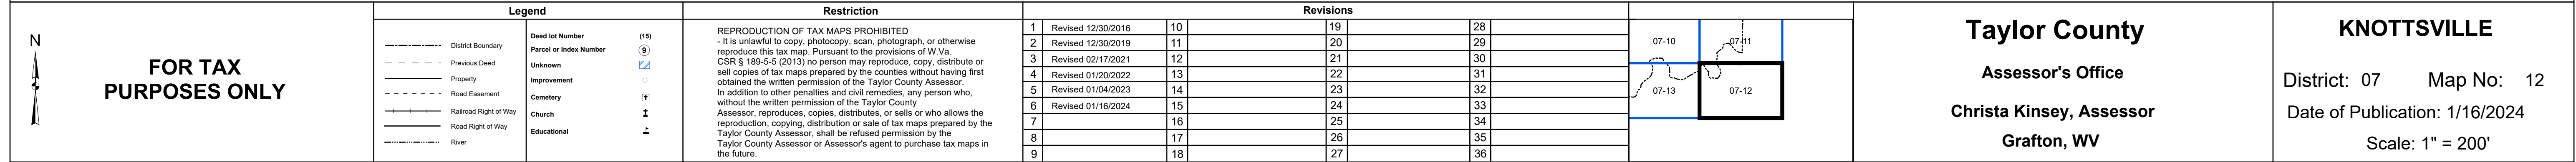 N
FOR TAX
PURPOSES ONLY
Legend
District Boundary
Previous Deed
Property
Road Easement
Railroad Right of Way
Road Right of Way
River
Deed lot Number (15)
Parcel or Index Number 9
Unknown
Improvement
Cemetery
Church
Educational
Restriction
REPRODUCTION OF TAX MAPS PROHIBITED
- It is unlawful to copy, photocopy, scan, photograph, or otherwise
reproduce this tax map. Pursuant to the provisions of W.Va.
CSR § 189-5-5 (2013) no person may reproduce, copy, distribute or
sell copies of tax maps prepared by the counties without having first
obtained the written permission of the Taylor County Assessor.
In addition to other penalties and civil remedies, any person who,
without the written permission of the Taylor County
Assessor, reproduces, copies, distributes, or sells or who allows the
reproduction, copying, distribution or sale of tax maps prepared by the
Taylor County Assessor, shall be refused permission by the
Taylor County Assessor or Assessor's agent to purchase tax maps in
the future.
Revisions
1 Revised 12/30/2016 10 19 28
2 Revised 12/30/2019 11 20 29
3 Revised 02/17/2021 12 21 30
4 Revised 01/20/2022 13 22 31
5 Revised 01/04/2023 14 23 32
6 Revised 01/16/2024 15 24 33
7 16 25 34
8 17 26 35
9 18 27 36
07-10 07-11
07-13 07-12
Taylor County
Assessor's Office
Christa Kinsey, Assessor
Grafton, WV
KNOTTSVILLE
District: 07 Map No: 12
Date of Publication: 1/16/2024
Scale: 1" = 200'